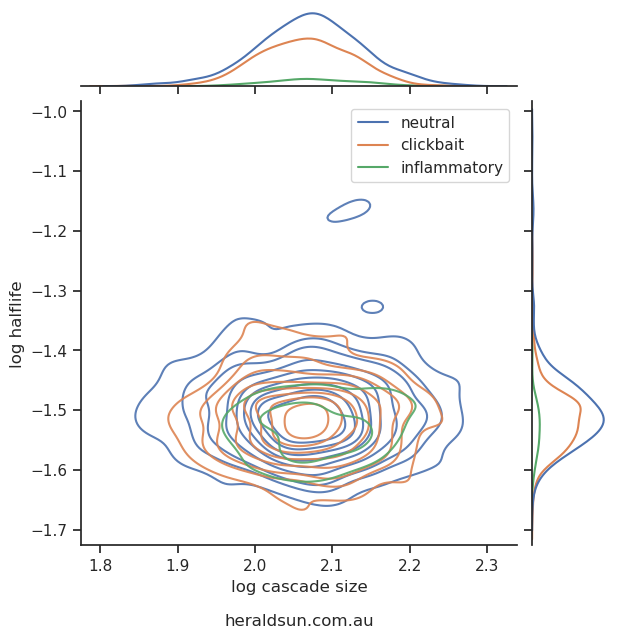 neutral
clickbait
inflammatory
−1.0
−1.1
−1.2
−1.3
−1.4
−1.5
−1.6
−1.7
log halflife
1.8 1.9 2.0 2.1 2.2 2.3
log cascade size
heraldsun.com.au